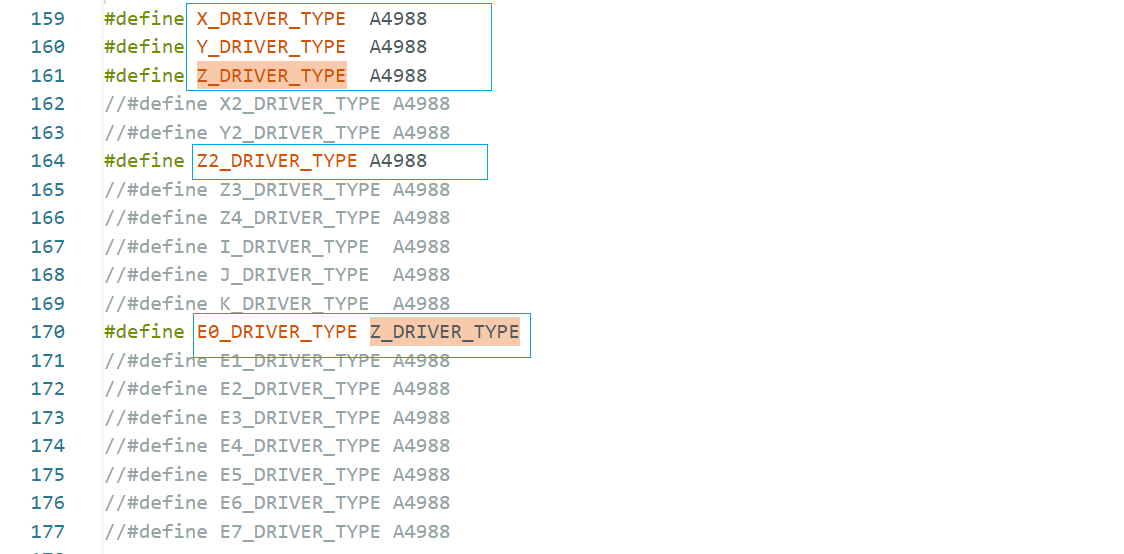 159 #define X_DRIVER_TYPE A4988
160 #define Y_DRIVER_TYPE A4988
161 #define Z_DRIVER_TYPE A4988
162 //#define X2_DRIVER_TYPE A4988
163 //#define Y2_DRIVER_TYPE A4988
164 #define Z2_DRIVER_TYPE A4988
165 //#define Z3_DRIVER_TYPE A4988
166 //#define Z4_DRIVER_TYPE A4988
167 //#define I_DRIVER_TYPE A4988
168 //#define J_DRIVER_TYPE A4988
169 //#define K_DRIVER_TYPE A4988
170 #define E0_DRIVER_TYPE Z_DRIVER_TYPE
171 //#define E1_DRIVER_TYPE A4988
172 //#define E2_DRIVER_TYPE A4988
173 //#define E3_DRIVER_TYPE A4988
174 //#define E4_DRIVER_TYPE A4988
175 //#define E5_DRIVER_TYPE A4988
176 //#define E6_DRIVER_TYPE A4988
177 //#define E7_DRIVER_TYPE A4988